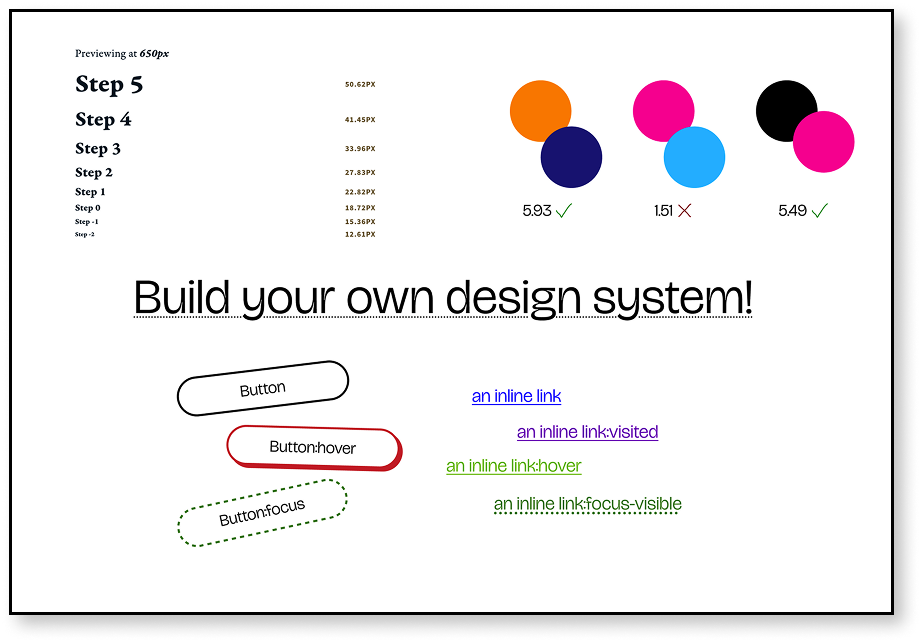 Previewing at 650px
Step 5 50.62PX
Step 4 41.45PX
Step 3 33.96PX
Step 2 27.83PX
Step 1 22.82PX
Step 0 18.72PX
Step -1 15.36PX
Step -2 12.61PX
5.93 ✓ 1.51 ✗ 5.49 ✓
Build your own design system!
Button
Button:hover
Button:focus
an inline link
an inline link:visited
an inline link:hover
an inline link:focus-visible